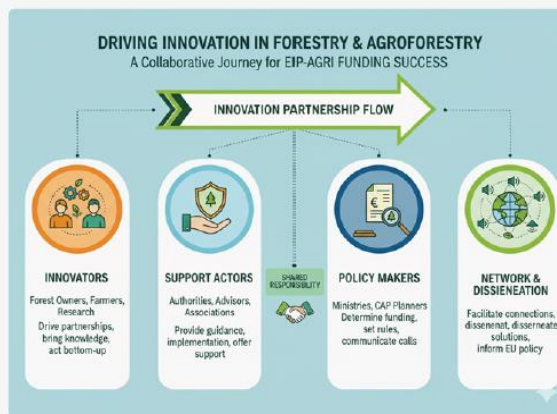 DRIVING INNOVATION IN FORESTRY & AGROFORESTRY
A Collaborative Journey for EIP-AGRI FUNDING SUCCESS
INNOVATION PARTNERSHIP FLOW
INNOVATORS
Forest Owners, Farmers,
Research
Drive partnerships,
bring knowledge,
act bottom-up
SUPPORT ACTORS
Authorities, Advisors,
Associations
Provide guidance,
implementation, offer
support
SHARED
RESPONSIBILITY
€
POLICY MAKERS
Ministries, CAP Planners
Determine funding,
set rules,
communicate calls
NETWORK &
DISSIENEATION
Facilitate connections,
dissenenat, disserneate
solutions,
inform EU policy